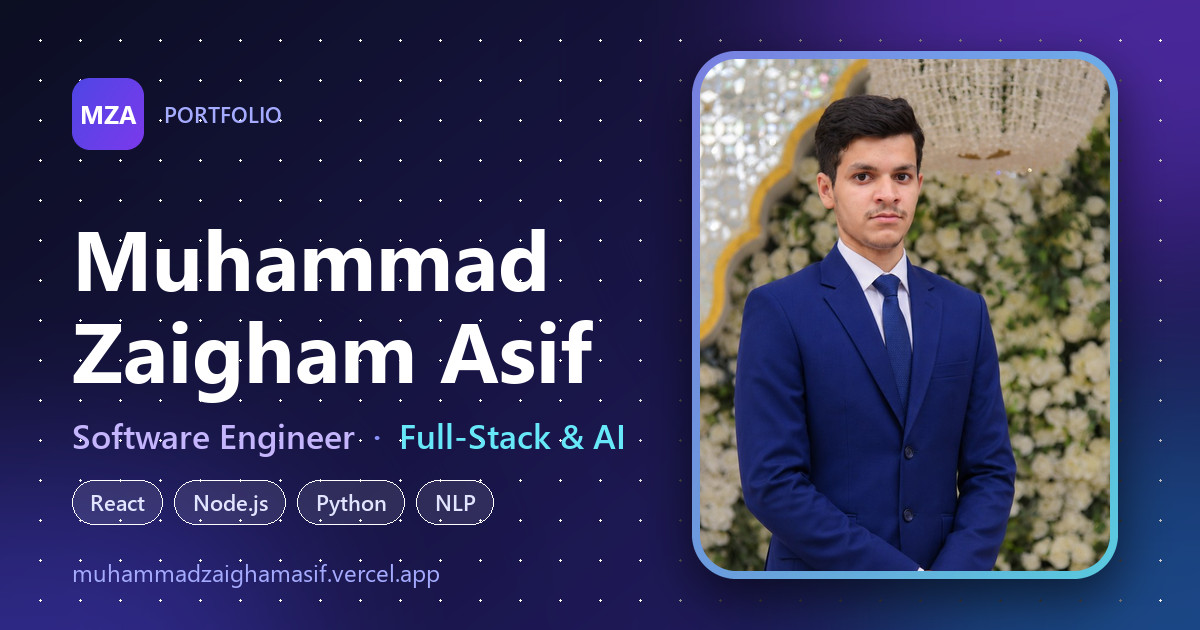 MZA
PORTFOLIO
Muhammad
Zaigham Asif
Software Engineer · Full-Stack & AI
React Node.js Python NLP
muhammadzaighamasif.vercel.app